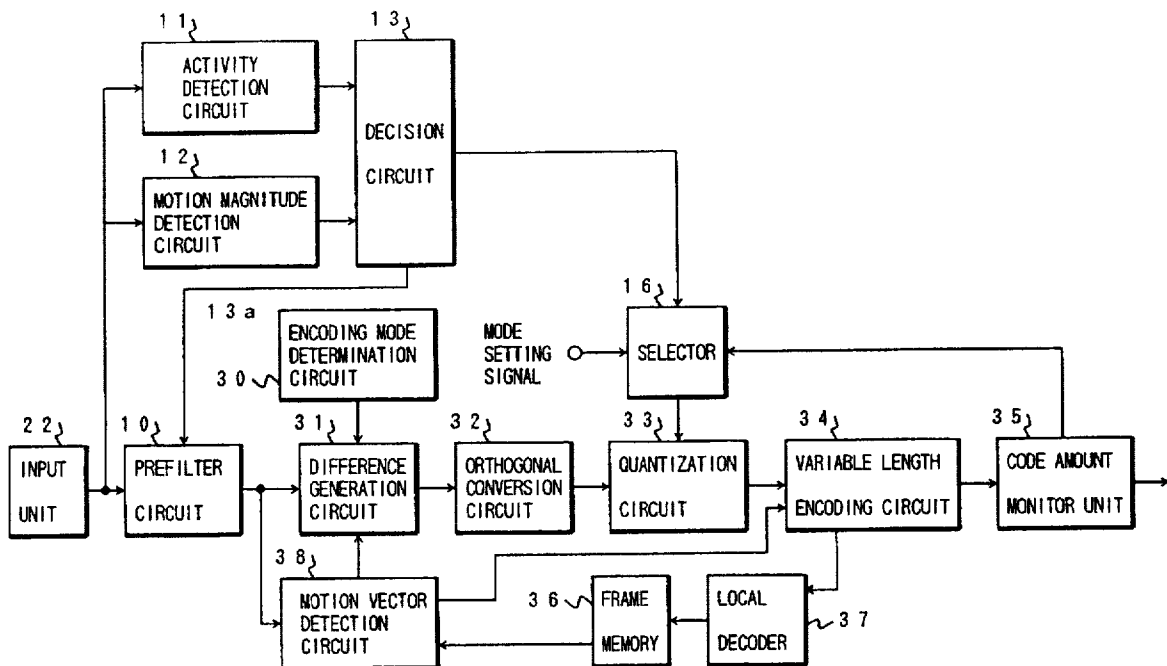 11
ACTIVITY
DETECTION
CIRCUIT
12
MOTION MAGNITUDE
DETECTION
CIRCUIT
13
DECISION
CIRCUIT
13a
16
SELECTOR
MODE
SETTING
SIGNAL
ENCODING MODE
DETERMINATION
CIRCUIT
30
22
INPUT
UNIT
10
PREFILTER
CIRCUIT
31
DIFFERENCE
GENERATION
CIRCUIT
32
ORTHOGONAL
CONVERSION
CIRCUIT
33
QUANTIZATION
CIRCUIT
34
VARIABLE LENGTH
ENCODING CIRCUIT
35
CODE AMOUNT
MONITOR UNIT
38
MOTION VECTOR
DETECTION
CIRCUIT
36
FRAME
MEMORY
LOCAL
DECODER
37